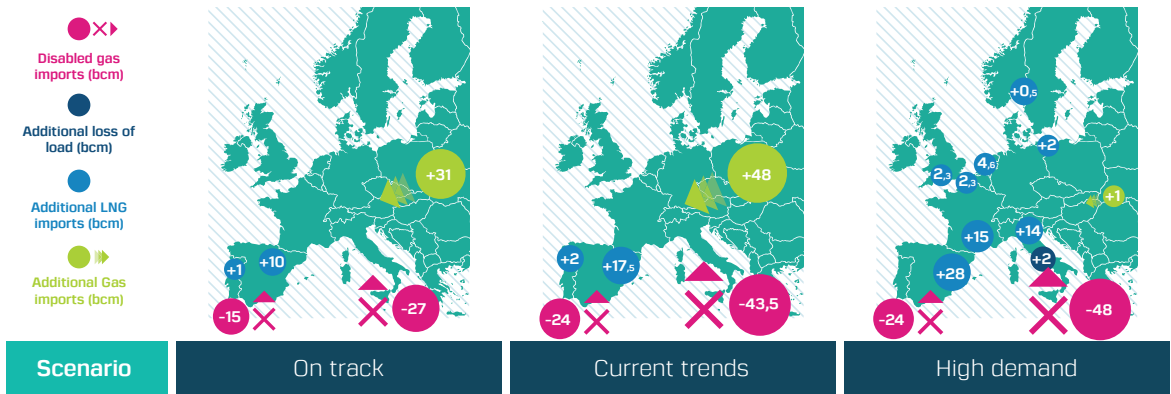 Disabled gas
imports (bcm)
Additional loss of
load (bcm)
Additional LNG
imports (bcm)
Additional Gas
imports (bcm)
+31
+1
+10
-15
-27
+48
+2
+17,5
-24
-43,5
+0,5
+2
4,6
2,3
2,3
+1
+15
+14
+2
+28
-24
-48
Scenario
On track
Current trends
High demand